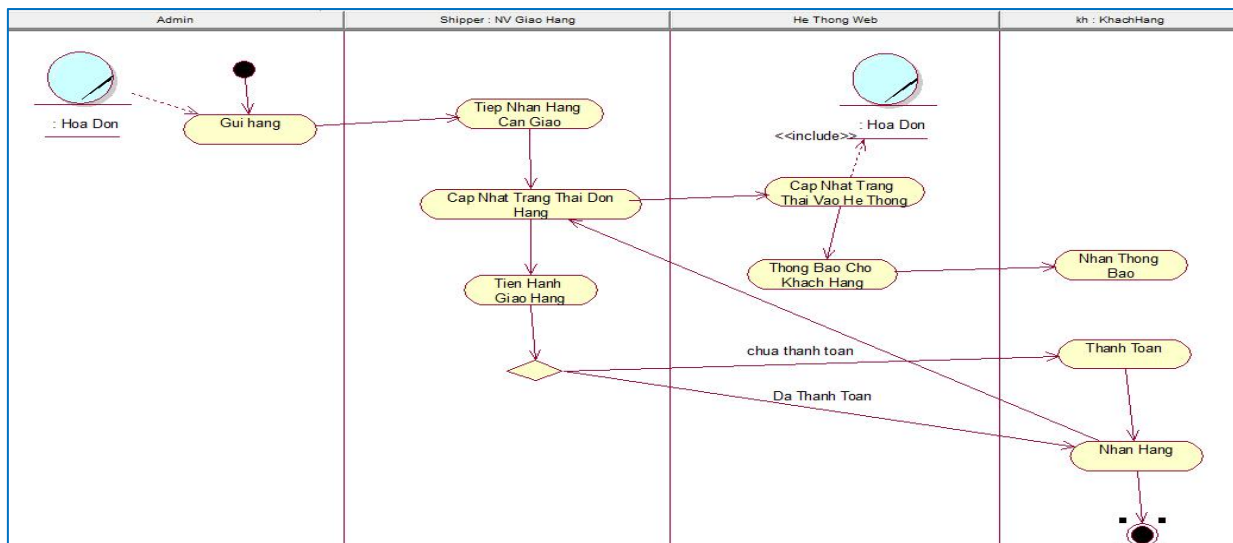 Admin
Shipper : NV Giao Hang
He Thong Web
kh : KhachHang
: Hoa Don
Gui hang
Tiep Nhan Hang
Can Giao
<<include>>
: Hoa Don
Cap Nhat Trang Thai Don
Hang
Cap Nhat Trang
Thai Vao He Thong
Tien Hanh
Giao Hang
Thong Bao Cho
Khach Hang
Nhan Thong
Bao
chua thanh toan
Thanh Toan
Da Thanh Toan
Nhan Hang